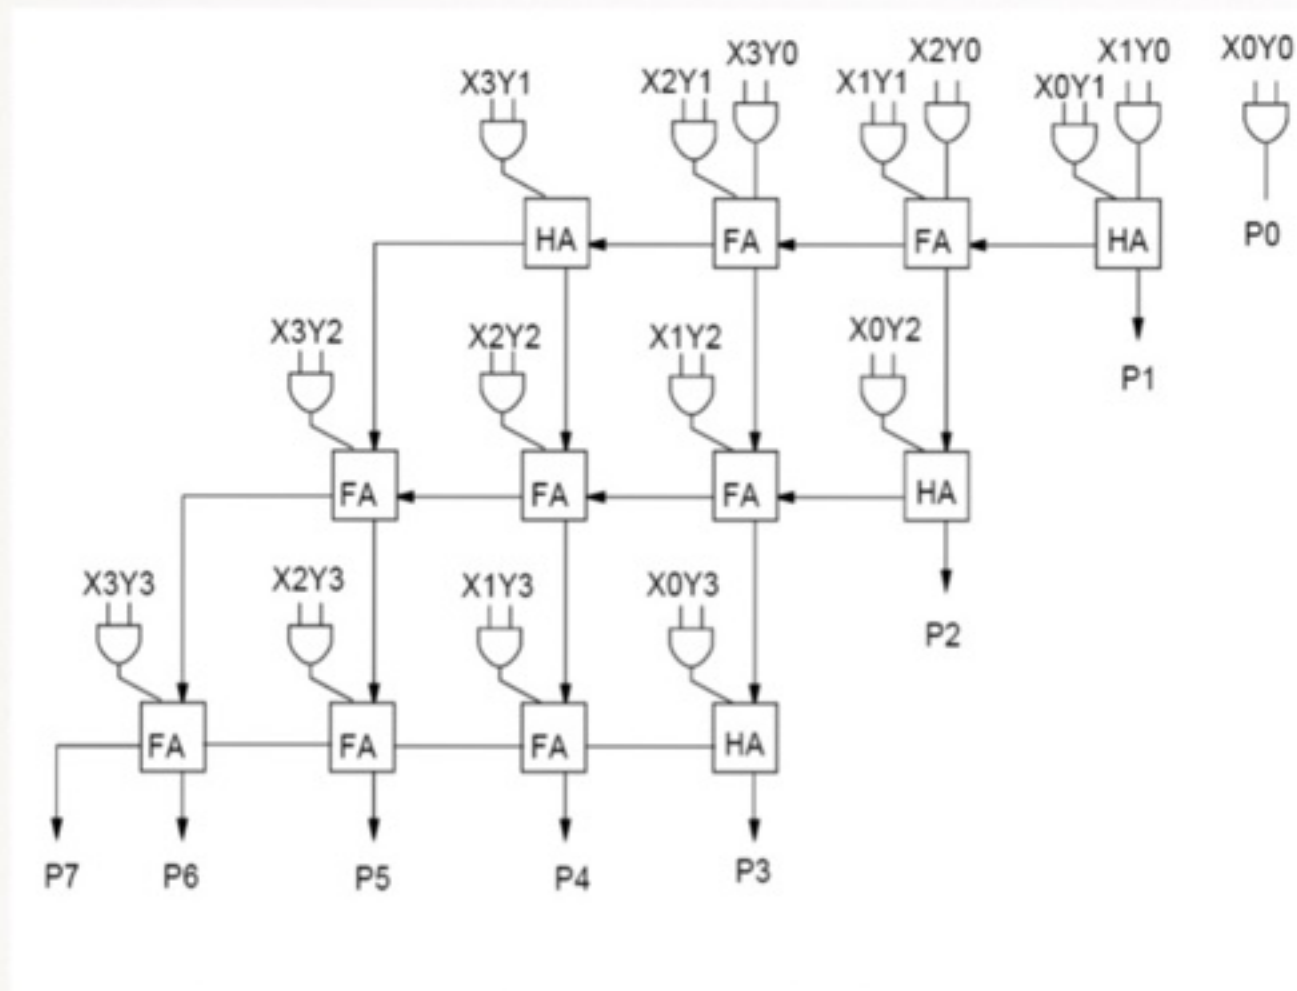 X3Y1 X2Y1 X3Y0 X1Y1 X2Y0 X0Y1 X1Y0 X0Y0
HA FA FA HA P0
X3Y2 X2Y2 X1Y2 X0Y2
P1
FA FA FA HA
X3Y3 X2Y3 X1Y3 X0Y3
P2
FA FA FA HA
P7 P6 P5 P4 P3